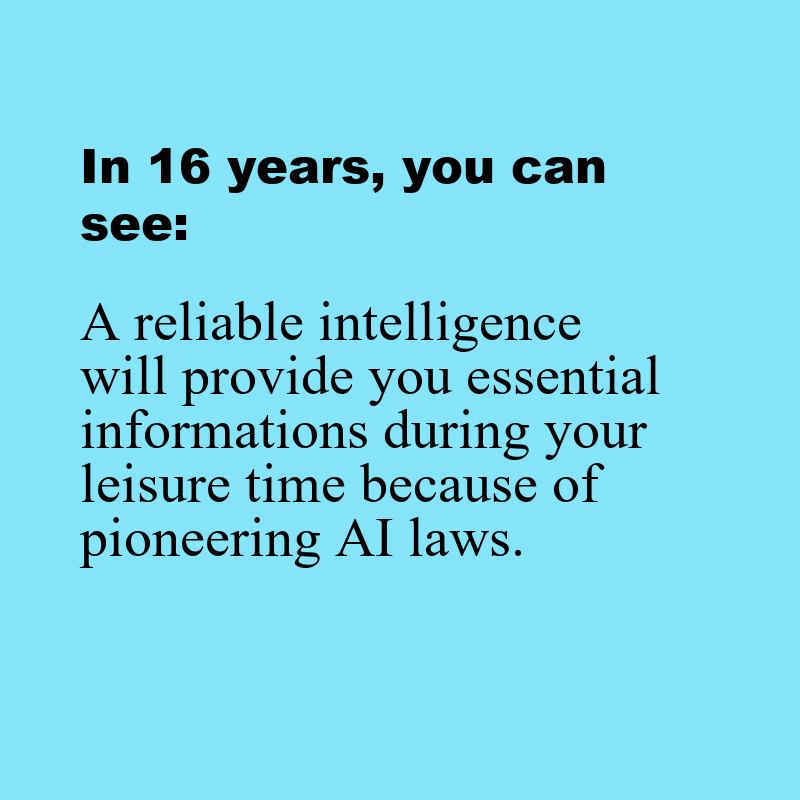 In 16 years, you can
see:
A reliable intelligence
will provide you essential
informations during your
leisure time because of
pioneering AI laws.